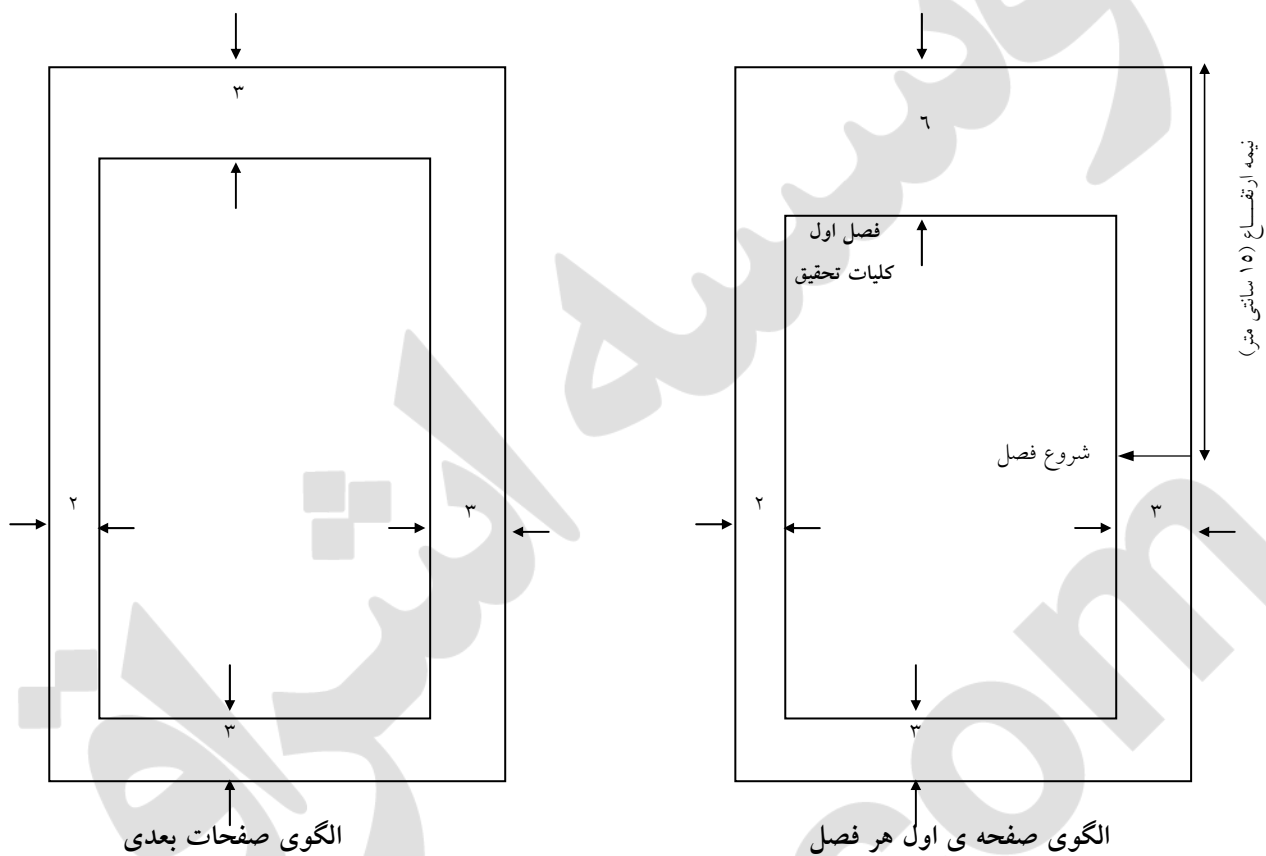 ۶
نیمه ارتفـــاع (۱۵ سانتی متر)
فصل اول
کلیات تحقیق
شروع فصل
۲
۳
۳
الگوی صفحه ی اول هر فصل
۳
۲
۳
۳
الگوی صفحات بعدی
com